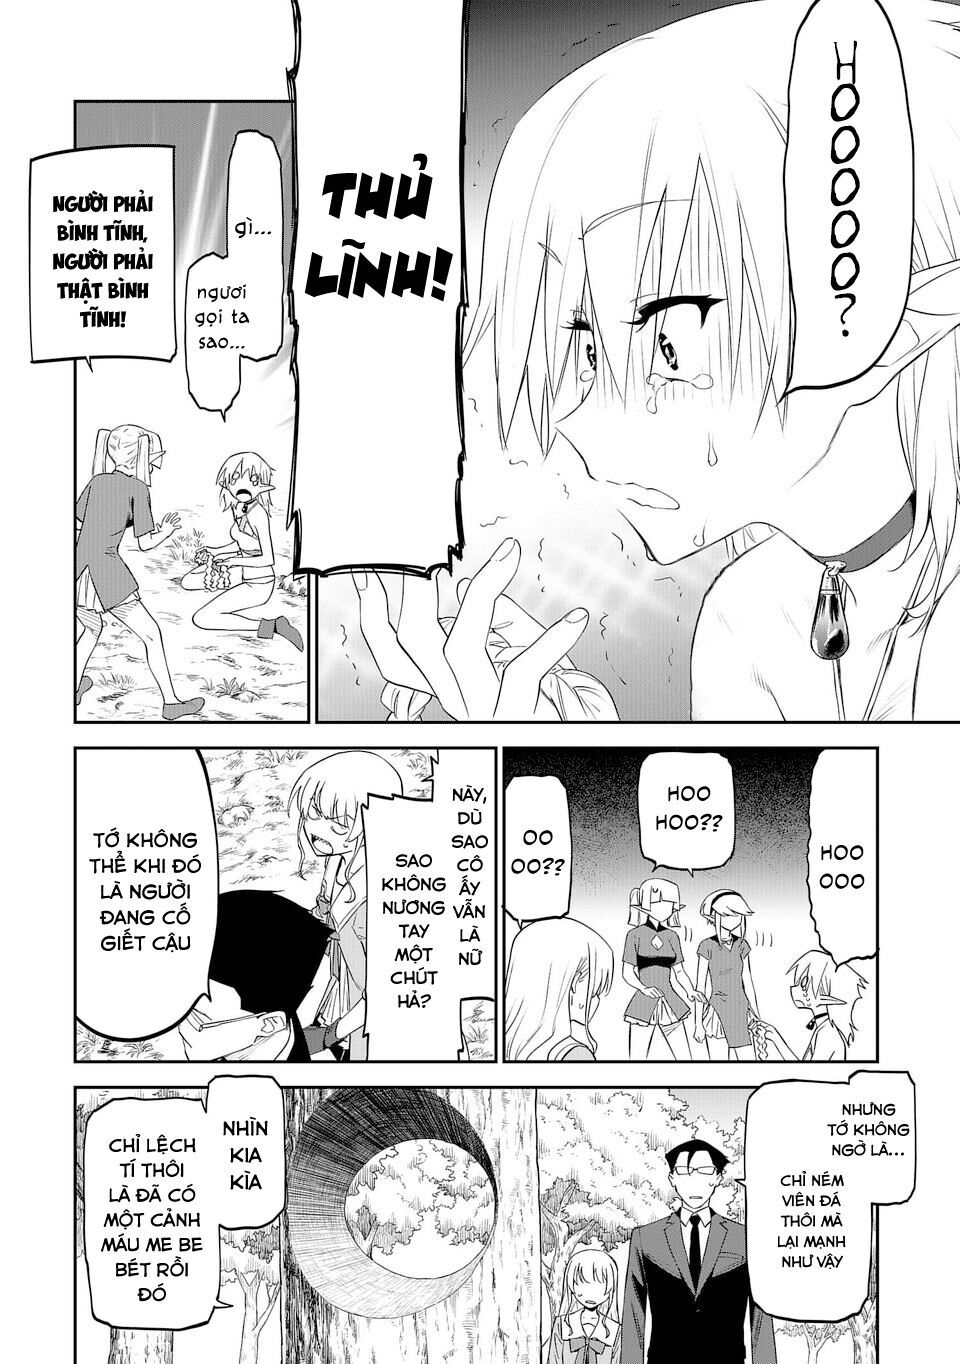 HOOOOOO?
THỦ
LĨNH!
gì...
ngươi
gọi ta
sao...
NGƯỜI PHẢI
BÌNH TĨNH,
NGƯỜI PHẢI
THẬT BÌNH
TĨNH!
HOO
OOO
HOO
HOO??
OO
OO??
NÀY,
DÙ
SAO
CÔ
ẤY
VẪN
LÀ
NỮ
SAO
KHÔNG
NƯƠNG
TAY
MỘT
CHÚT
HẢ?
TỚ KHÔNG
THỂ KHI ĐÓ
LÀ NGƯỜI
ĐANG CỐ
GIẾT CẬU
NHƯNG
TỚ KHÔNG
NGỜ LÀ...
CHỈ NÉM
VIÊN ĐÁ
THÔI MÀ
LẠI MẠNH
NHƯ VẬY
NHÌN
KIA
KÌA
CHỈ LỆCH
TÍ THÔI
LÀ ĐÃ CÓ
MỘT CẢNH
MÁU ME BE
BÉT RỒI
ĐÓ